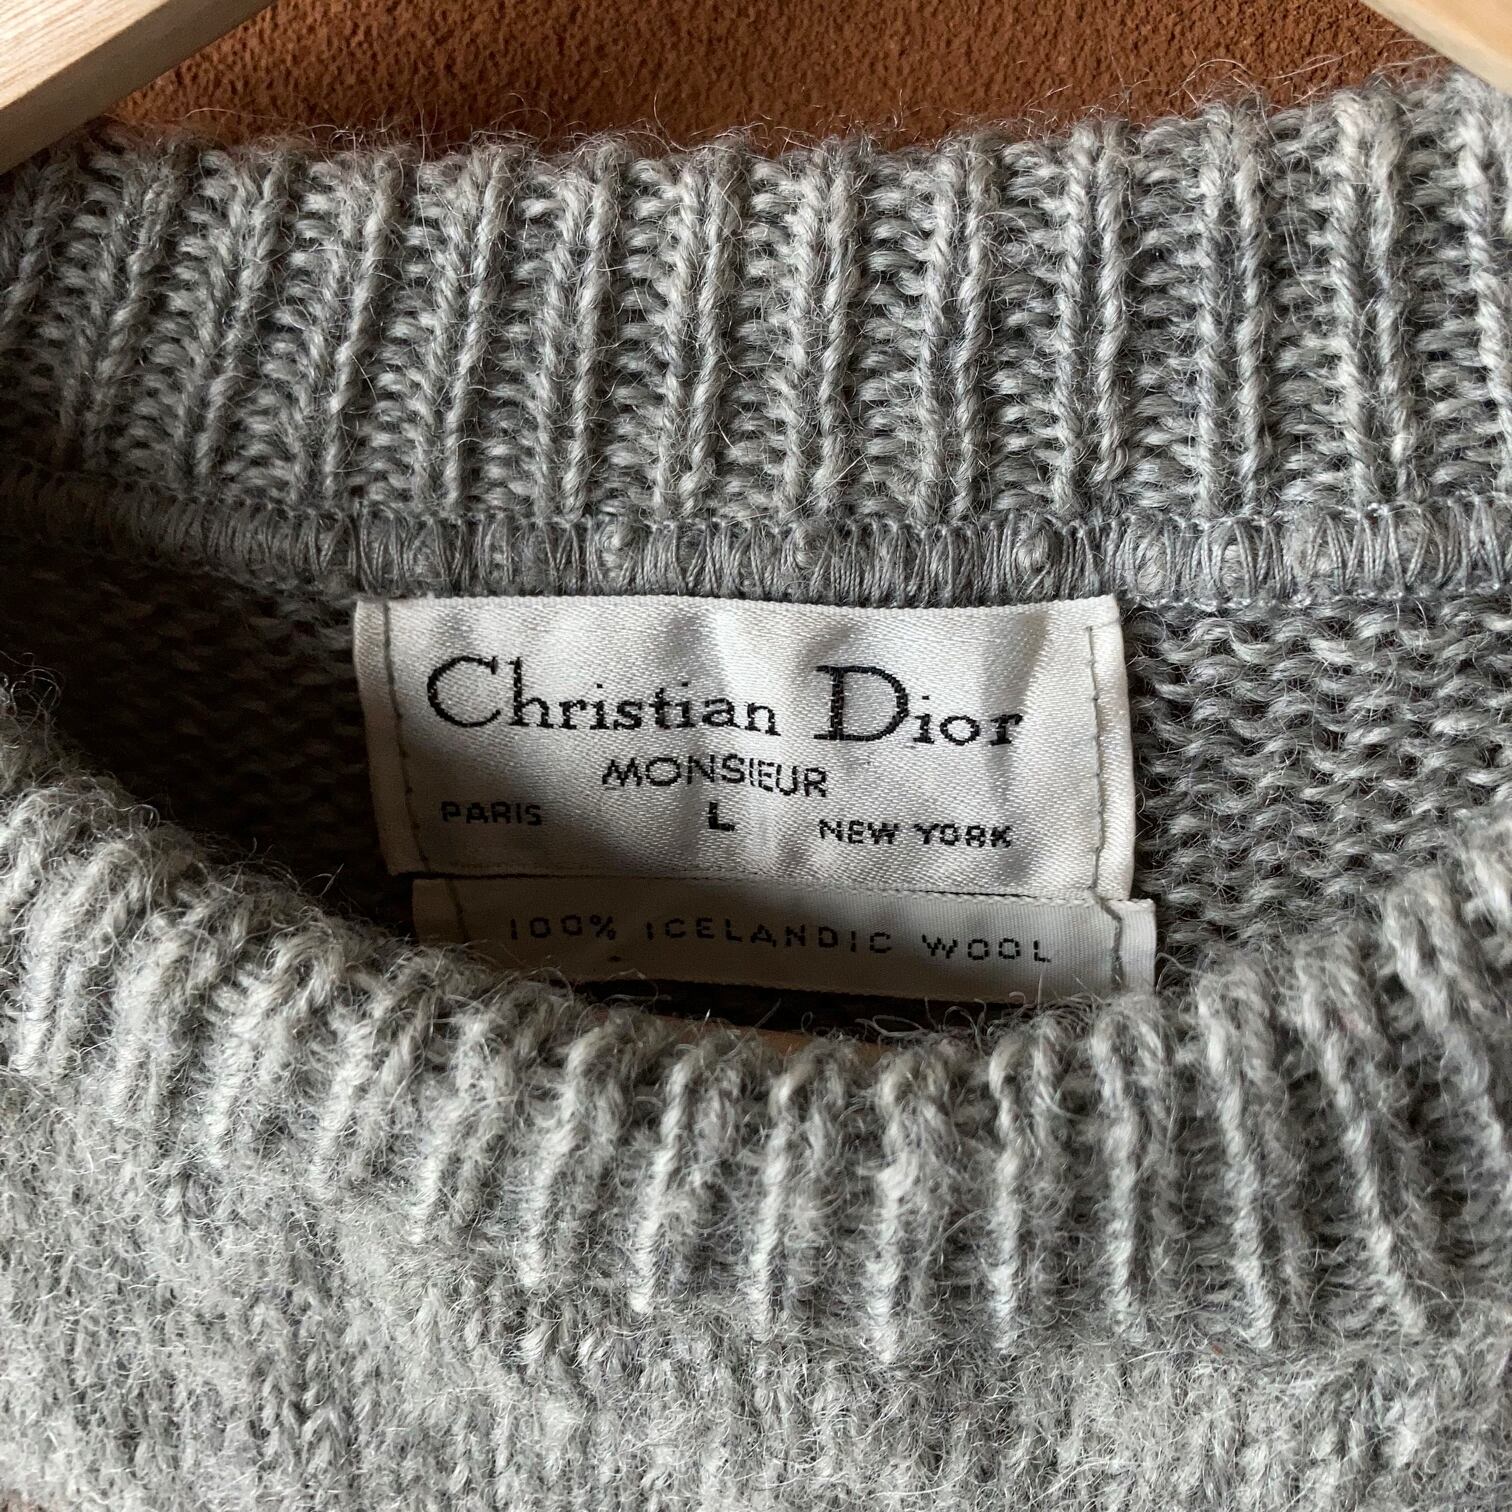 Christian Dior
MONSIEUR
PARIS L NEW YORK
100% ICELANDIC WOOL